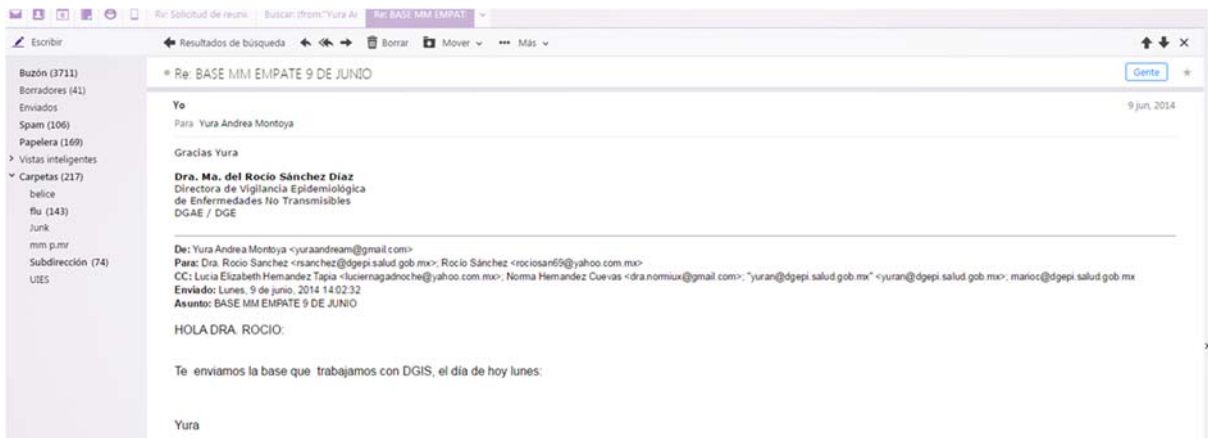 Rv: Solicitud de reunió Buscar: (from:"Yura Ar Re: BASE MM EMPAT
Escribir
Resultados de búsqueda Borrar Mover Más
Buzón (3711)
Borradores (41)
Enviados
Spam (106)
Papelera (169)
Vistas inteligentes
Carpetas (217)
belice
flu (143)
Junk
mm p.mr
Subdirección (74)
UIES
Re: BASE MM EMPATE 9 DE JUNIO Gente
Yo 9 jun, 2014
Para Yura Andrea Montoya
Gracias Yura
Dra. Ma. del Rocío Sánchez Díaz
Directora de Vigilancia Epidemiológica
de Enfermedades No Transmisibles
DGAE / DGE
De: Yura Andrea Montoya <yuraandream@gmail.com>
Para: Dra. Rocio Sanchez <rsanchez@dgepi.salud.gob.mx>; Rocío Sánchez <rociosan69@yahoo.com.mx>
CC: Lucia Elizabeth Hernandez Tapia <luciernagadnoche@yahoo.com.mx>; Norma Hernandez Cuevas <dra.normiux@gmail.com>; "yuran@dgepi.salud.gob.mx" <yuran@dgepi.salud.gob.mx>; marioc@dgepi.salud.gob.mx
Enviado: Lunes, 9 de junio, 2014 14:02:32
Asunto: BASE MM EMPATE 9 DE JUNIO
HOLA DRA. ROCIO:
Te enviamos la base que trabajamos con DGIS, el día de hoy lunes:
Yura